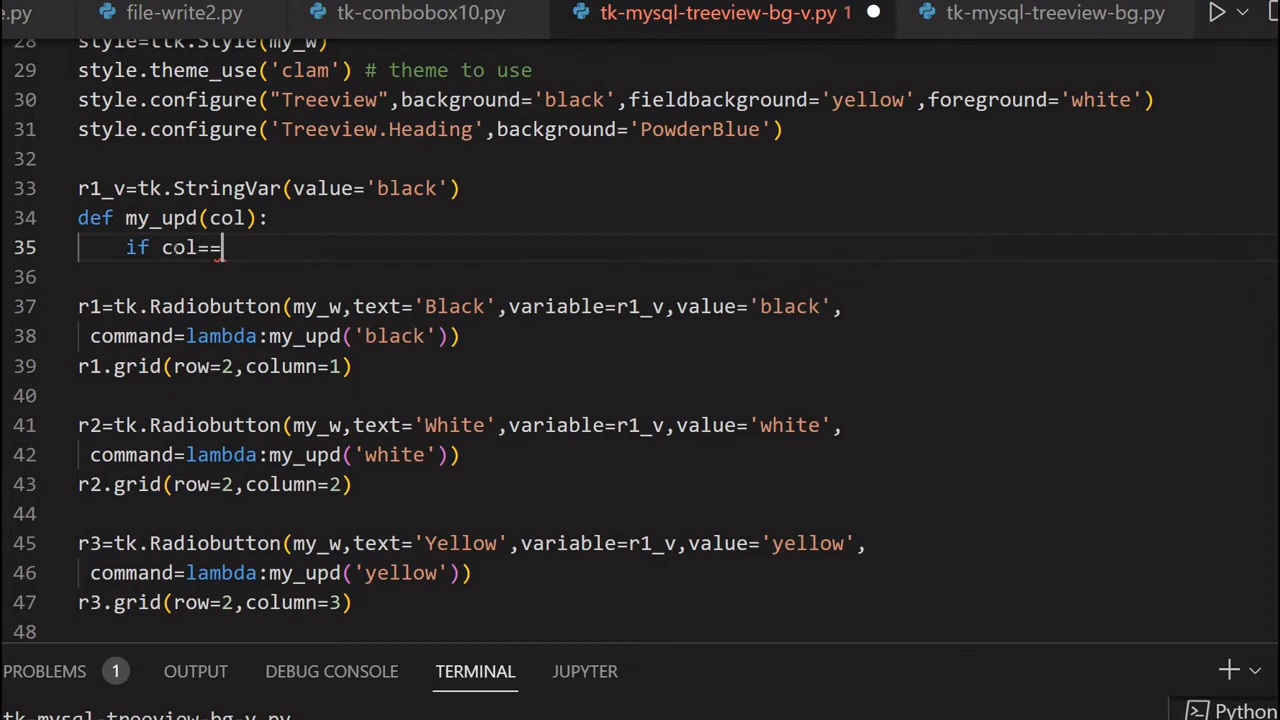 e.py file-write2.py tk-combobox10.py tk-mysql-treeview-bg-v.py 1 tk-mysql-treeview-bg.py
28 style=ttk.Style(my_w)
29 style.theme_use('clam') # theme to use
30 style.configure("Treeview",background='black',fieldbackground='yellow',foreground='white')
31 style.configure('Treeview.Heading',background='PowderBlue')
32
33 r1_v=tk.StringVar(value='black')
34 def my_upd(col):
35     if col==
36
37 r1=tk.Radiobutton(my_w,text='Black',variable=r1_v,value='black',
38  command=lambda:my_upd('black'))
39 r1.grid(row=2,column=1)
40
41 r2=tk.Radiobutton(my_w,text='White',variable=r1_v,value='white',
42  command=lambda:my_upd('white'))
43 r2.grid(row=2,column=2)
44
45 r3=tk.Radiobutton(my_w,text='Yellow',variable=r1_v,value='yellow',
46  command=lambda:my_upd('yellow'))
47 r3.grid(row=2,column=3)
48
PROBLEMS 1 OUTPUT DEBUG CONSOLE TERMINAL JUPYTER
tk-mysql-treeview-bg-v.py
Python